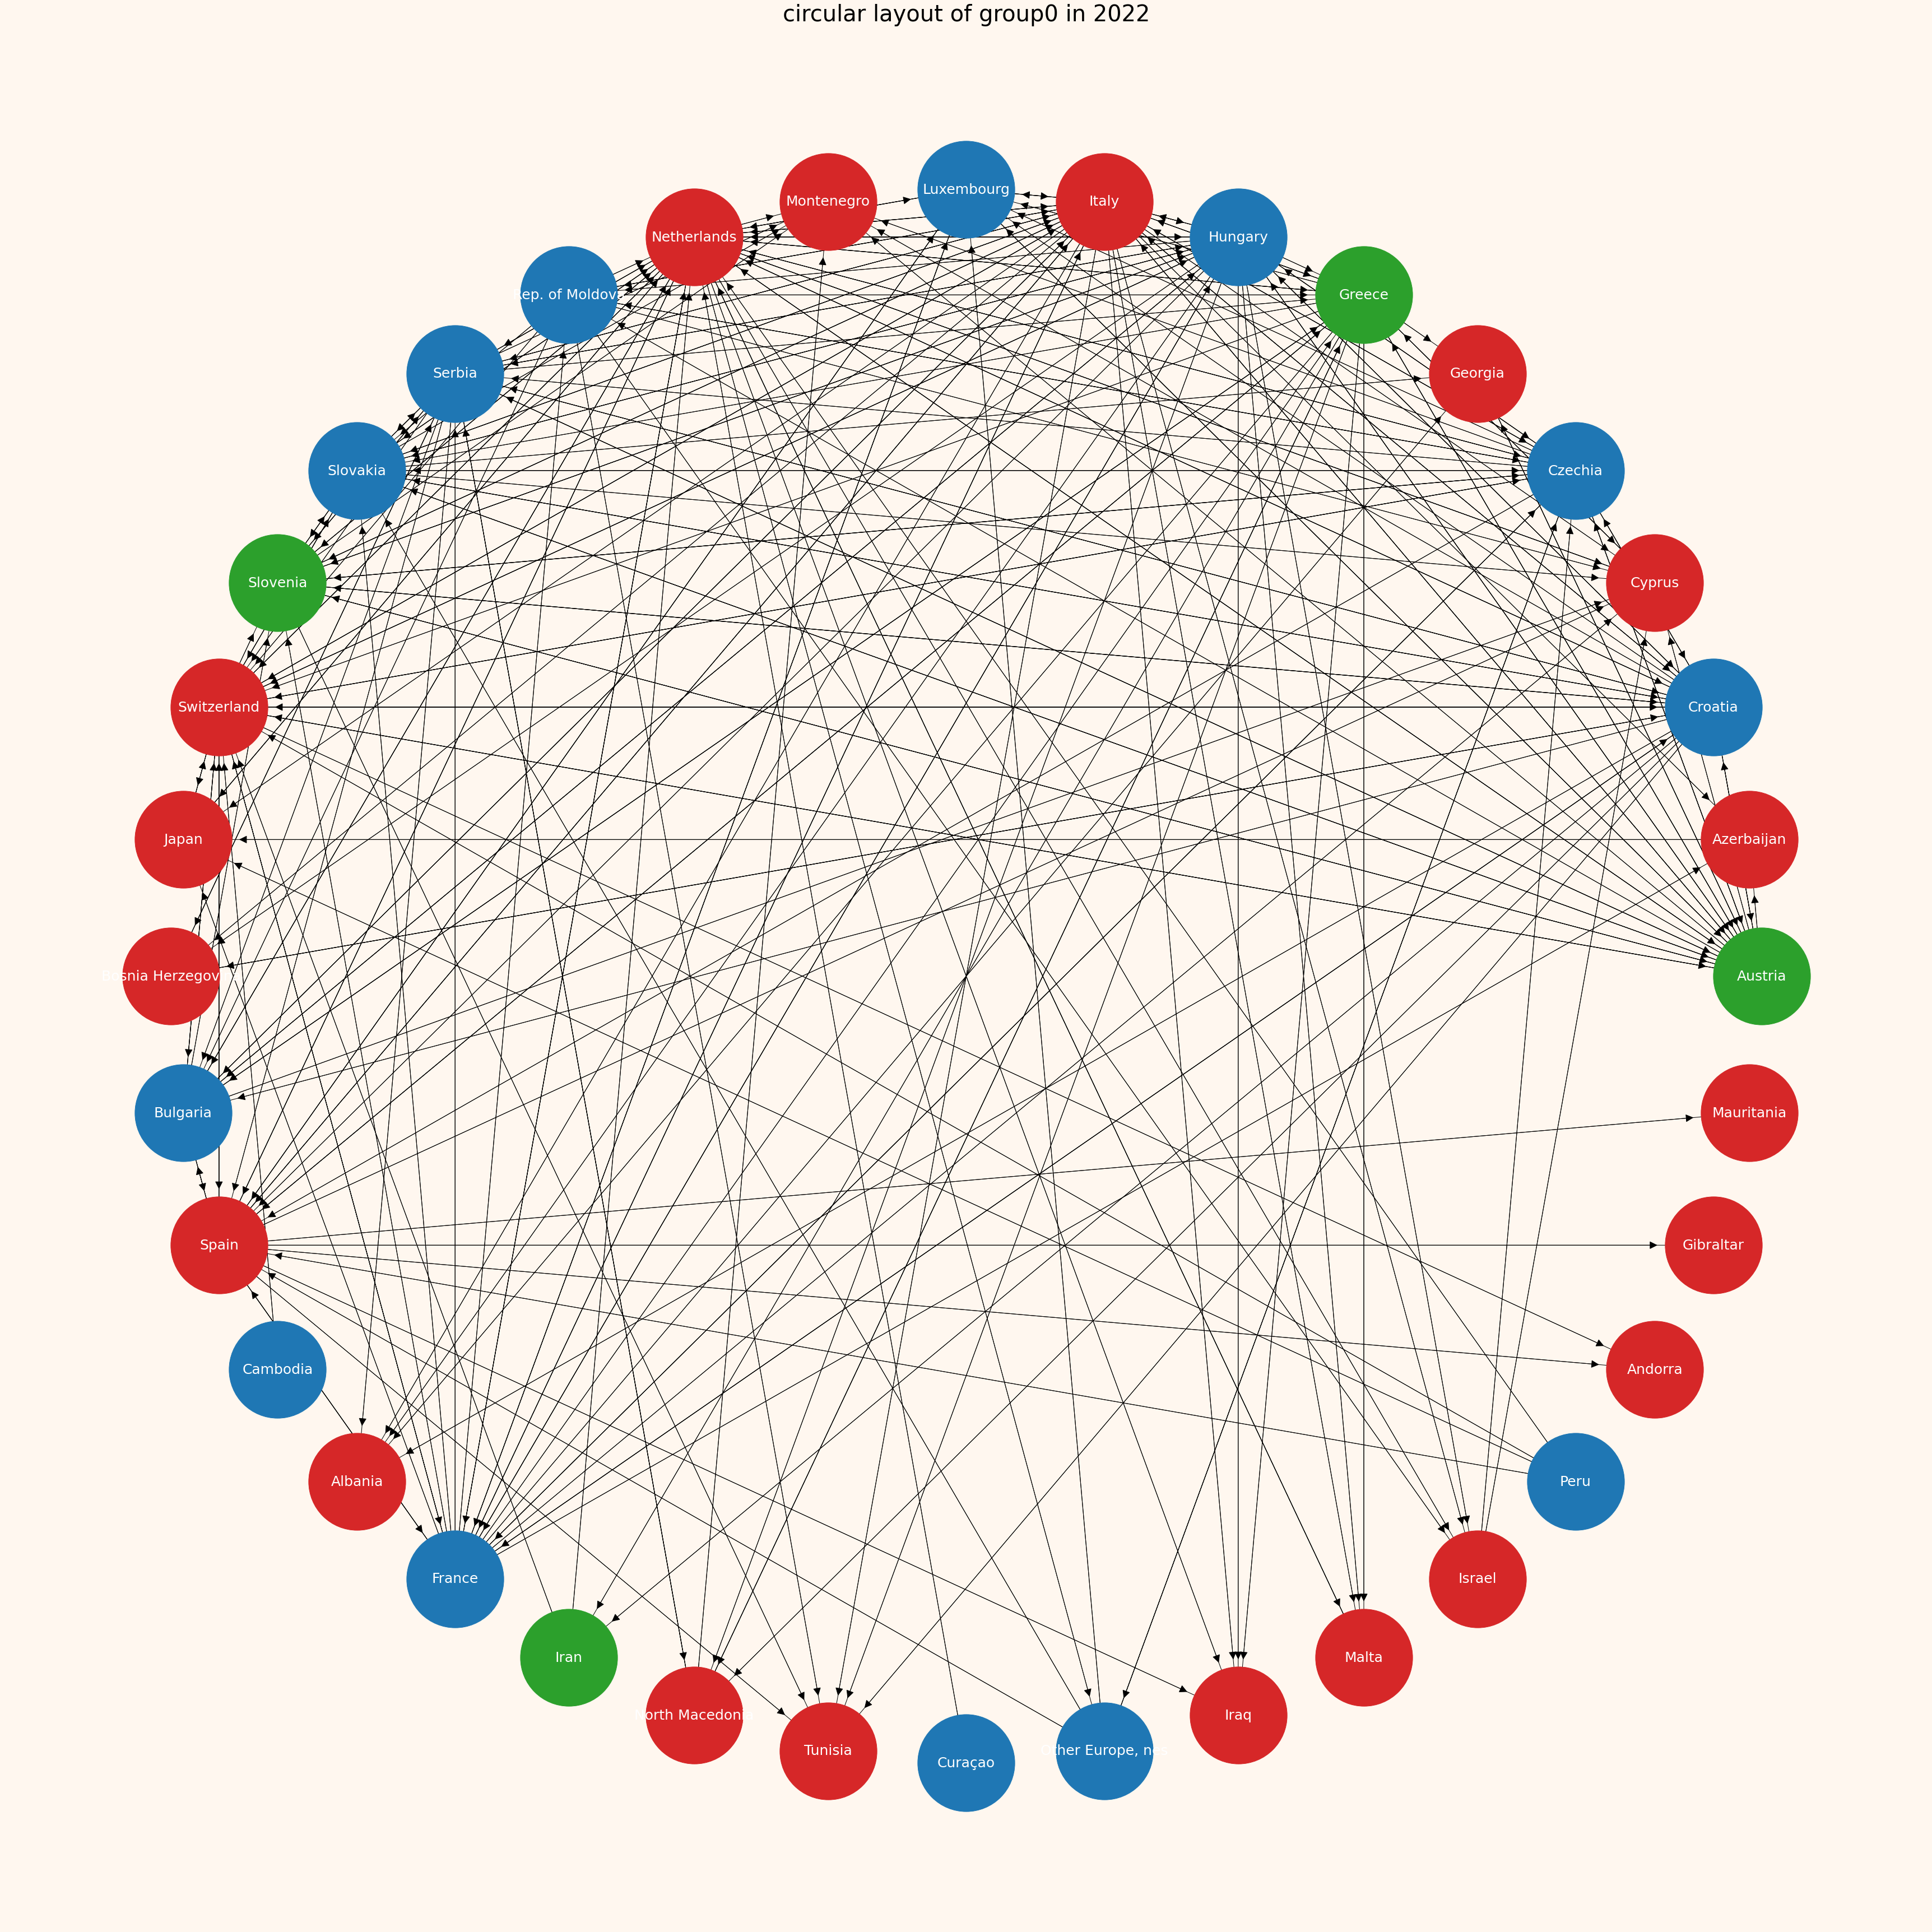 circular layout of group0 in 2022
Luxembourg
Montenegro
Italy
Netherlands
Hungary
Rep. of Moldova
Greece
Serbia
Georgia
Slovakia
Czechia
Slovenia
Cyprus
Switzerland
Croatia
Japan
Azerbaijan
Bosnia Herzegovina
Austria
Bulgaria
Mauritania
Spain
Gibraltar
Cambodia
Andorra
Albania
Peru
France
Israel
Iran
Malta
North Macedonia
Iraq
Tunisia
Other Europe, nes
Curaçao